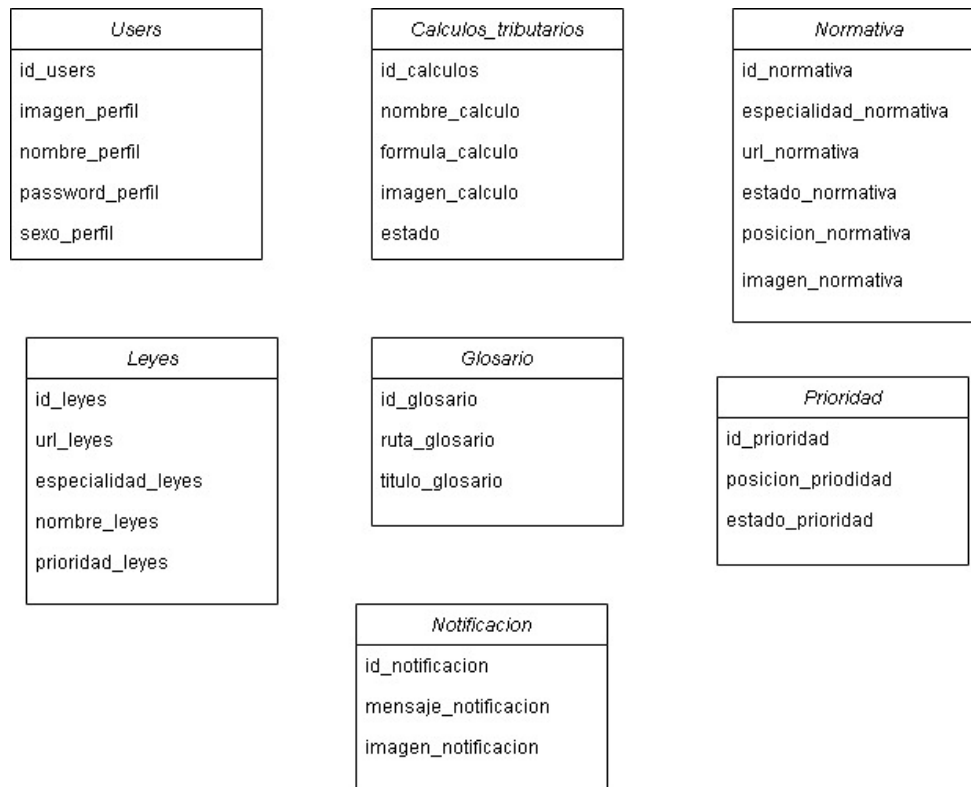 Users
id_users
imagen_perfil
nombre_perfil
password_perfil
sexo_perfil
Calculos_tributarios
id_calculos
nombre_calculo
formula_calculo
imagen_calculo
estado
Normativa
id_normativa
especialidad_normativa
url_normativa
estado_normativa
posicion_normativa
imagen_normativa
Leyes
id_leyes
url_leyes
especialidad_leyes
nombre_leyes
prioridad_leyes
Glosario
id_glosario
ruta_glosario
titulo_glosario
Prioridad
id_prioridad
posicion_priodidad
estado_prioridad
Notificacion
id_notificacion
mensaje_notificacion
imagen_notificacion